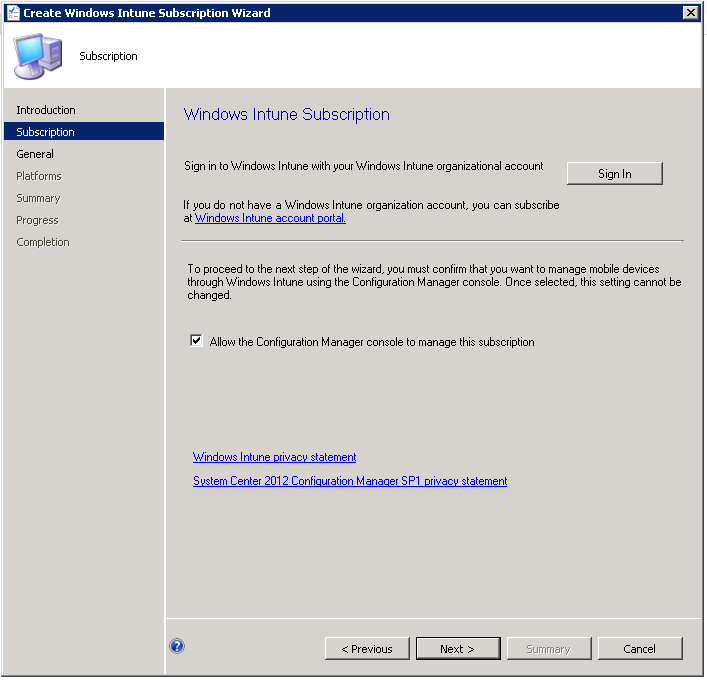 Create Windows Intune Subscription Wizard
Subscription
Introduction
Subscription
General
Platforms
Summary
Progress
Completion
Windows Intune Subscription
Sign in to Windows Intune with your Windows Intune organizational account
Sign In
If you do not have a Windows Intune organization account, you can subscribe
at Windows Intune account portal.
To proceed to the next step of the wizard, you must confirm that you want to manage mobile devices
through Windows Intune using the Configuration Manager console. Once selected, this setting cannot be
changed.
Allow the Configuration Manager console to manage this subscription
Windows Intune privacy statement
System Center 2012 Configuration Manager SP1 privacy statement
?
< Previous
Next >
Summary
Cancel